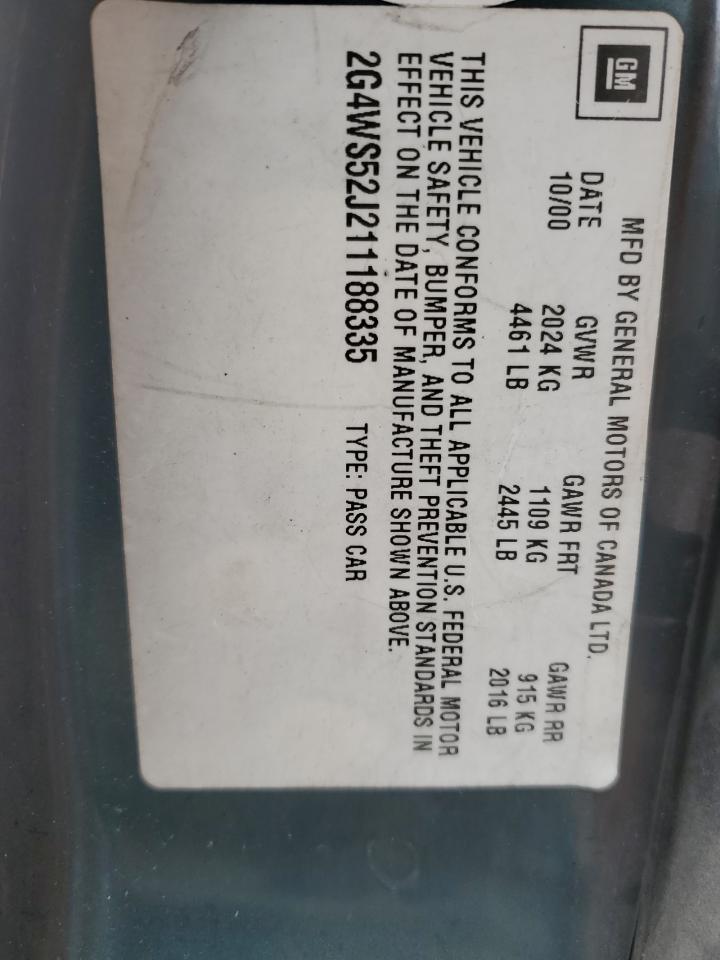 GM
MFD BY GENERAL MOTORS OF CANADA LTD.
DATE GVWR GAWR FRT GAWR RR
10/00 2024 KG 1109 KG 915 KG
4461 LB 2445 LB 2016 LB
THIS VEHICLE CONFORMS TO ALL APPLICABLE U.S. FEDERAL MOTOR
VEHICLE SAFETY, BUMPER, AND THEFT PREVENTION STANDARDS IN
EFFECT ON THE DATE OF MANUFACTURE SHOWN ABOVE.
2G4WS52J211188335 TYPE: PASS CAR